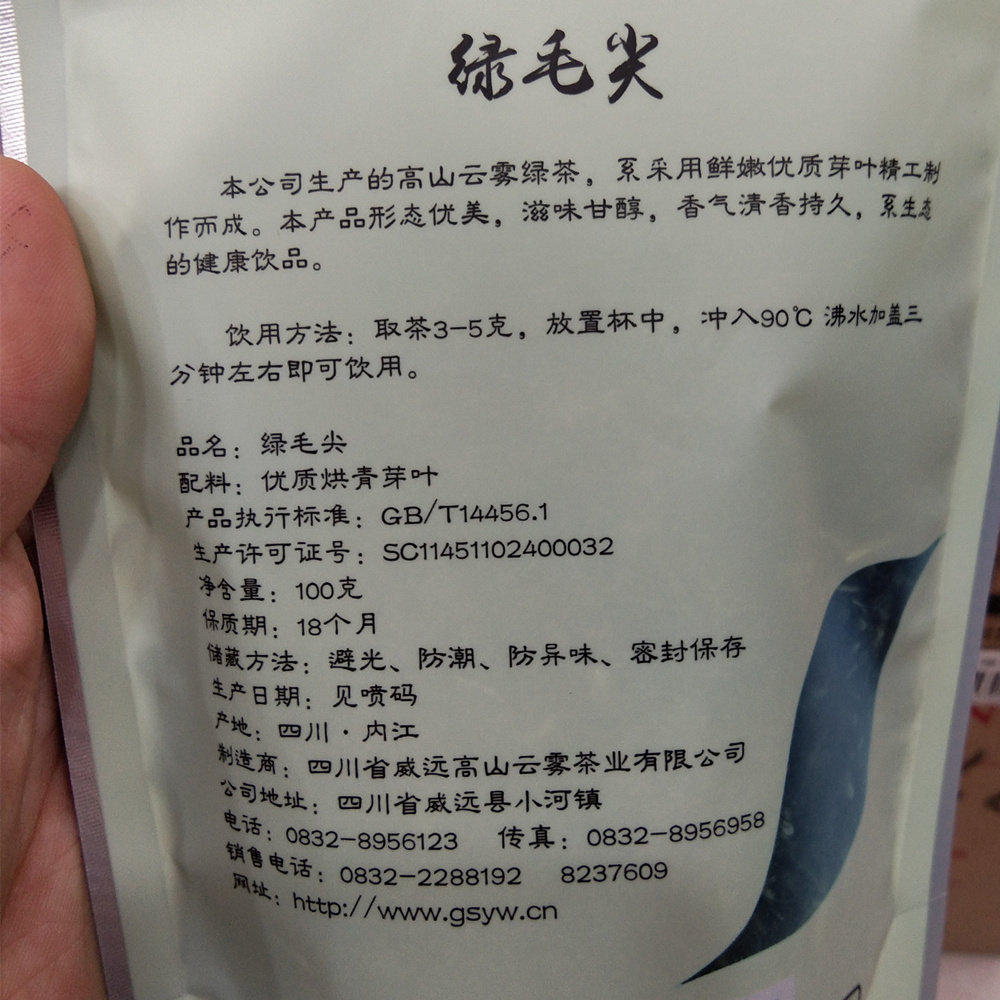 绿毛尖
本公司生产的高山云雾绿茶，系采用鲜嫩优质芽叶精工制
作而成。本产品形态优美，滋味甘醇，香气清香持久，系生态
的健康饮品。
饮用方法：取茶3-5克，放置杯中，冲入90℃ 沸水加盖三
分钟左右即可饮用。
品名：绿毛尖
配料：优质烘青芽叶
产品执行标准：GB/T14456.1
生产许可证号：SC11451102400032
净含量：100克
保质期：18个月
储藏方法：避光、防潮、防异味、密封保存
生产日期：见喷码
产地：四川·内江
制造商：四川省威远高山云雾茶业有限公司
公司地址：四川省威远县小河镇
电话：0832-8956123 传真：0832-8956958
销售电话：0832-2288192 8237609
网址：http://www.gsyw.cn